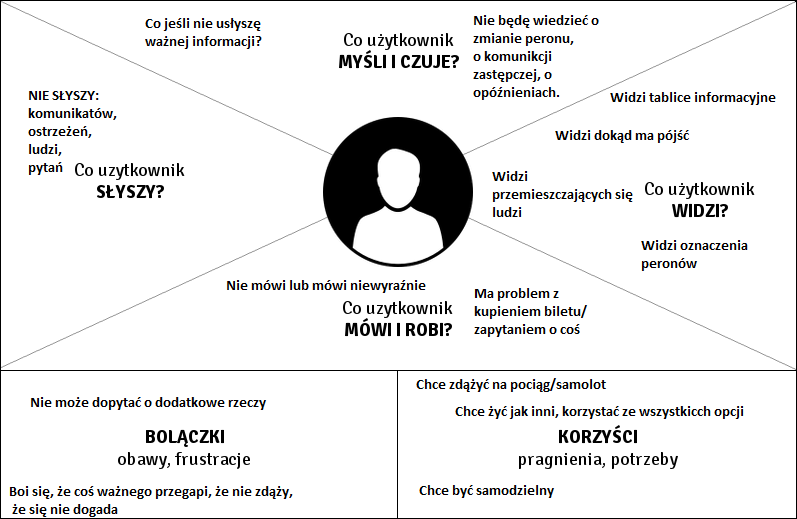 Co jeśli nie usłyszę
ważnej informacji?
Co użytkownik
MYŚLI I CZUJE?
Nie będę wiedzieć o
zmianie peronu,
o komunikcji
zastępczej, o
opóźnieniach.
NIE SŁYSZY:
komunikatów,
ostrzeżeń,
ludzi,
pytań
Co uzytkownik
SŁYSZY?
Widzi tablice informacyjne
Widzi dokąd ma pójść
Widzi
przemieszczających się
ludzi
Co użytkownik
WIDZI?
Widzi oznaczenia
peronów
Nie mówi lub mówi niewyraźnie
Co uzytkownik
MÓWI I ROBI?
Ma problem z
kupieniem biletu/
zapytaniem o coś
Nie może dopytać o dodatkowe rzeczy
BOLĄCZKI
obawy, frustracje
Boi się, że coś ważnego przegapi, że nie zdąży,
że się nie dogada
Chce zdążyć na pociąg/samolot
Chce żyć jak inni, korzystać ze wszystkicch opcji
KORZYŚCI
pragnienia, potrzeby
Chce być samodzielny